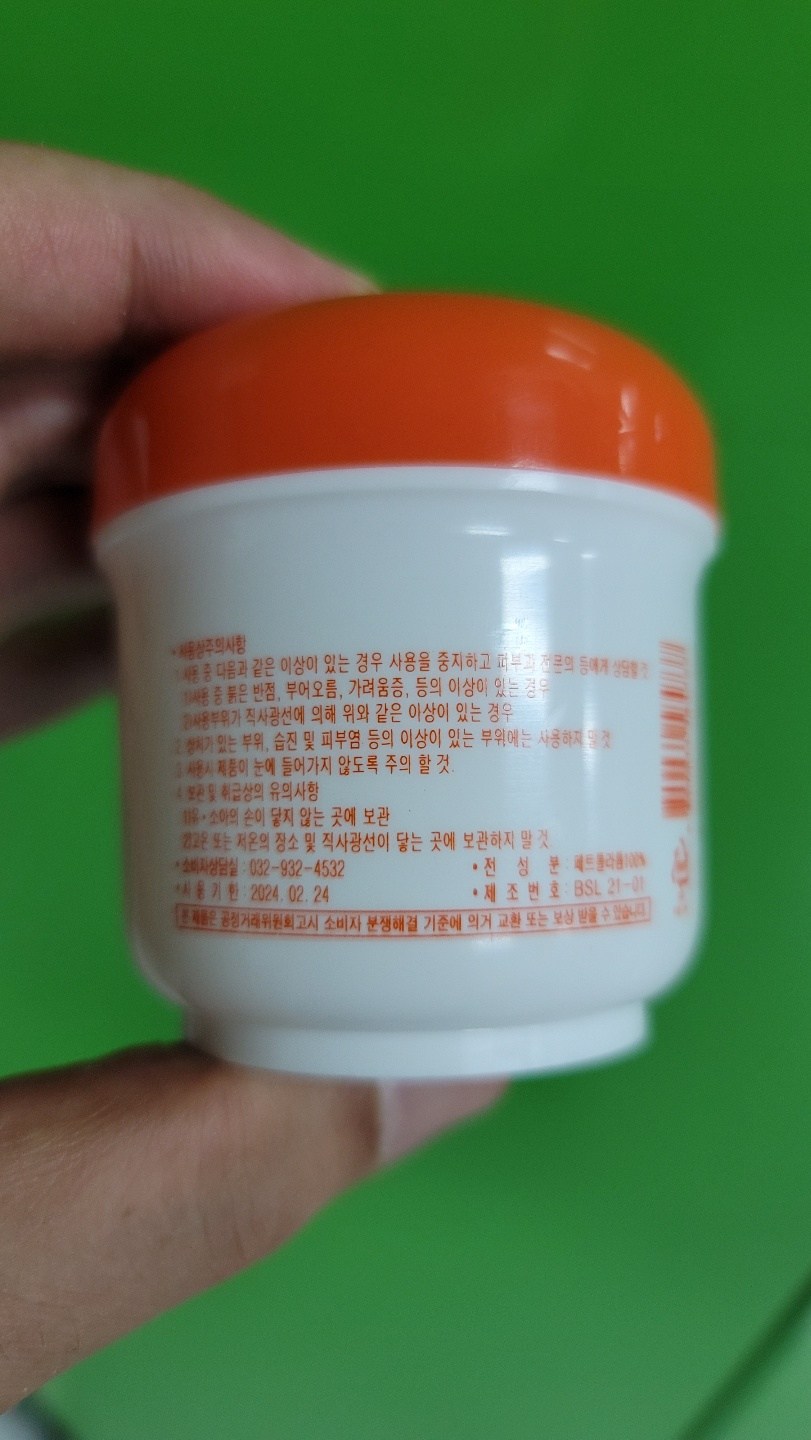 • 사용상주의사항
1. 사용 중 다음과 같은 이상이 있는 경우 사용을 중지하고 피부과 전문의 등에게 상담할 것
1)사용 중 붉은 반점, 부어오름, 가려움증, 등의 이상이 있는 경우
2)사용부위가 직사광선에 의해 위와 같은 이상이 있는 경우
2. 상처가 있는 부위, 습진 및 피부염 등의 이상이 있는 부위에는 사용하지 말 것
3. 사용시 제품이 눈에 들어가지 않도록 주의 할 것.
4. 보관 및 취급상의 유의사항
1)유•소아의 손이 닿지 않는 곳에 보관
2)고온 또는 저온의 장소 및 직사광선이 닿는 곳에 보관하지 말 것
• 소비자상담실 : 032-932-4532 • 전 성 분 : 페트롤라툼100%
• 사 용 기 한 : 2024. 02. 24 • 제 조 번 호 : BSL 21-01
본 제품은 공정거래위원회고시 소비자 분쟁해결 기준에 의거 교환 또는 보상 받을 수 있습니다.